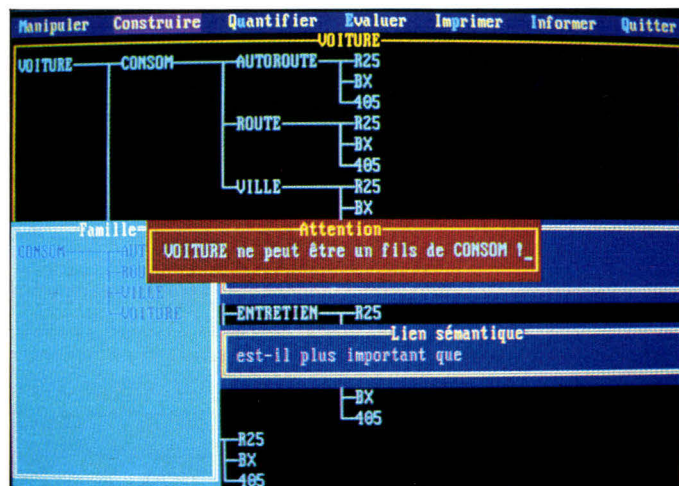 Manipuler Construire Quantifier Evaluer Imprimer Informer Quitter
VOITURE
VOITURE CONSOM AUTOROUTE R25
BX
405
ROUTE R25
BX
405
VILLE R25
BX
Famille
Attention
CONSOM AUT
VOITURE ne peut être un fils de CONSOM !_
ROU
VILLE
VOITURE
ENTRETIEN R25
Lien sémantique
est-il plus important que
BX
405
R25
BX
405